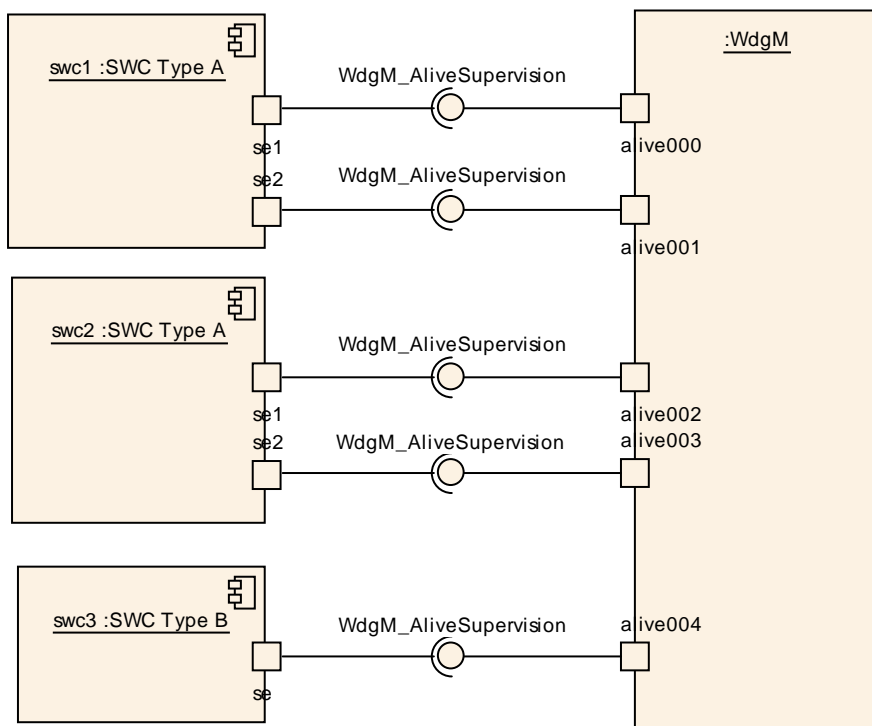 :WdgM
swc1 :SWC Type A
WdgM_AliveSupervision
se1
alive000
se2
WdgM_AliveSupervision
alive001
swc2 :SWC Type A
WdgM_AliveSupervision
se1
alive002
se2
WdgM_AliveSupervision
alive003
swc3 :SWC Type B
WdgM_AliveSupervision
alive004
se